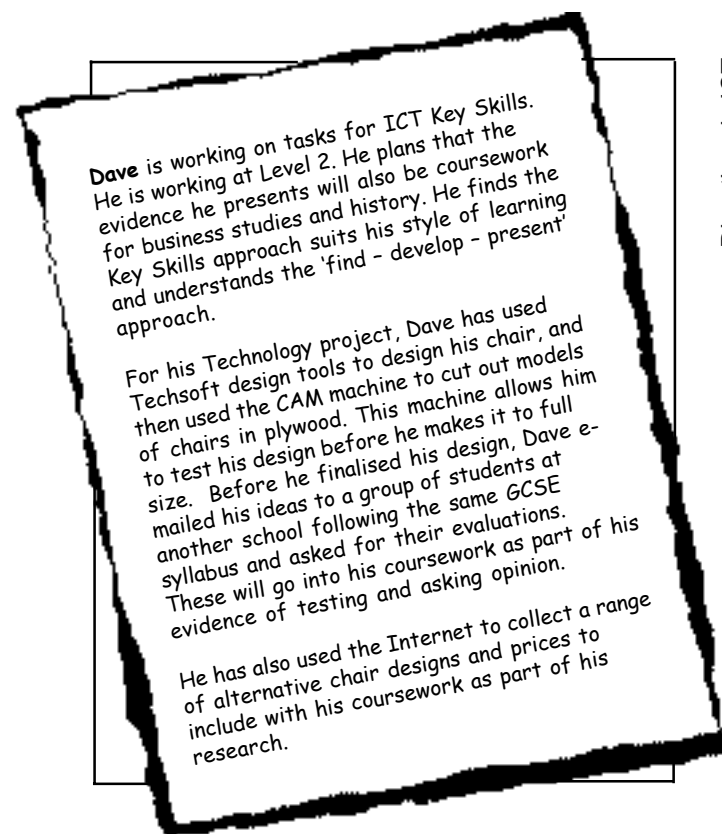 Dave is working on tasks for ICT Key Skills.
He is working at Level 2. He plans that the
evidence he presents will also be coursework
for business studies and history. He finds the
Key Skills approach suits his style of learning
and understands the ‘find – develop – present’
approach.
For his Technology project, Dave has used
Techsoft design tools to design his chair, and
then used the CAM machine to cut out models
of chairs in plywood. This machine allows him
to test his design before he makes it to full
size. Before he finalised his design, Dave e-
mailed his ideas to a group of students at
another school following the same GCSE
syllabus and asked for their evaluations.
These will go into his coursework as part of his
evidence of testing and asking opinion.
He has also used the Internet to collect a range
of alternative chair designs and prices to
include with his coursework as part of his
research.